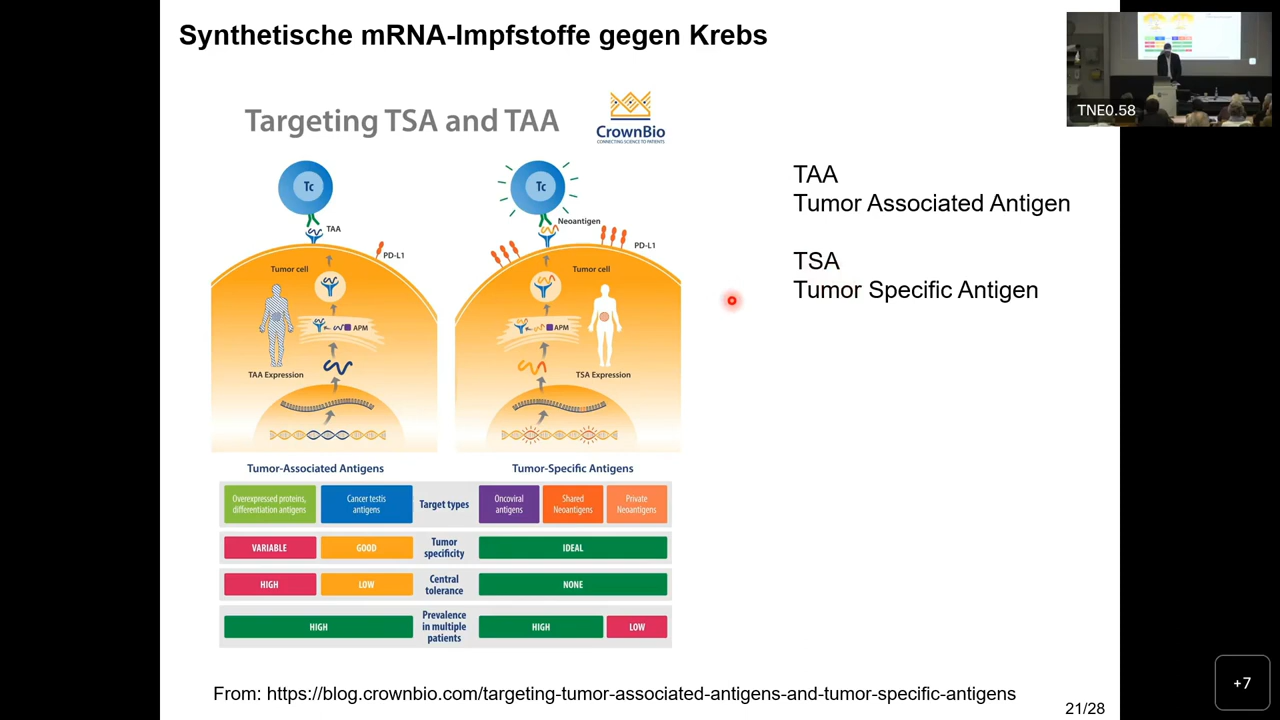 Synthetische mRNA-Impfstoffe gegen Krebs
TNE0.58
Targeting TSA and TAA
CrownBio
CONNECTING SCIENCE TO PATIENTS
TAA
Tumor Associated Antigen
TSA
Tumor Specific Antigen
Tc
TAA
PD-L1
Tumor cell
APM
TAA Expression
Tc
Neoantigen
PD-L1
Tumor cell
APM
TSA Expression
Tumor-Associated Antigens
Tumor-Specific Antigens
Overexpressed proteins,
differentiation antigens
Cancer testis
antigens
Target types
Oncoviral
antigens
Shared
Neoantigens
Private
Neoantigens
VARIABLE
GOOD
Tumor
specificity
IDEAL
HIGH
LOW
Central
tolerance
NONE
HIGH
Prevalence
in multiple
patients
HIGH
LOW
From: https://blog.crownbio.com/targeting-tumor-associated-antigens-and-tumor-specific-antigens
21/28
+7